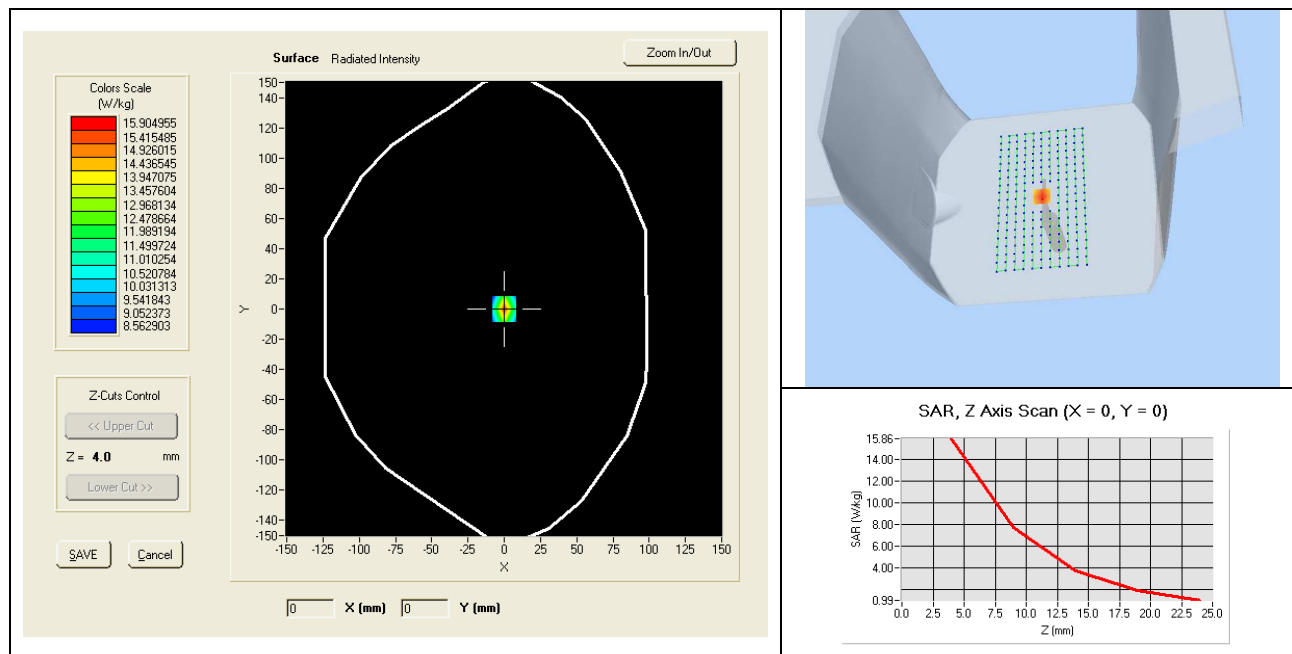 Surface Radiated Intensity
Zoom In/Out
Colors Scale
(W/kg)
15.904955
15.415485
14.926015
14.436545
13.947075
13.457604
12.968134
12.478664
11.989194
11.499724
11.010254
10.520784
10.031313
9.541843
9.052373
8.562903
Z-Cuts Control
<< Upper Cut
Z = 4.0 mm
Lower Cut >>
SAVE Cancel
150
140
120
100
80
60
40
20
0
-20
-40
-60
-80
-100
-120
-140
-150
Y
-150 -125 -100 -75 -50 -25 0 25 50 75 100 125 150
X
0 X (mm) 0 Y (mm)
SAR, Z Axis Scan (X = 0, Y = 0)
15.86
14.00
12.00
10.00
8.00
6.00
4.00
0.99
SAR (W/kg)
0.0 2.5 5.0 7.5 10.0 12.5 15.0 17.5 20.0 22.5 25.0
Z (mm)